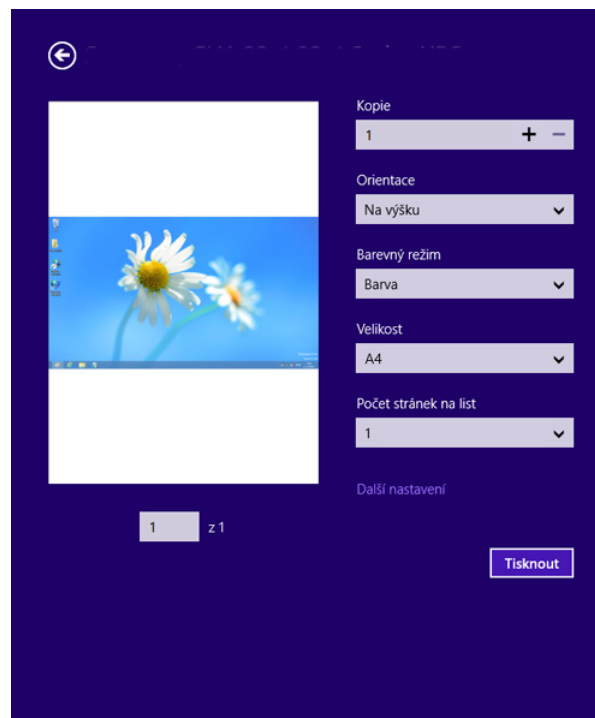 Kopie
1
Orientace
Na výšku
Barevný režim
Barva
Velikost
A4
Počet stránek na list
1
Další nastavení
1 z 1
Tisknout